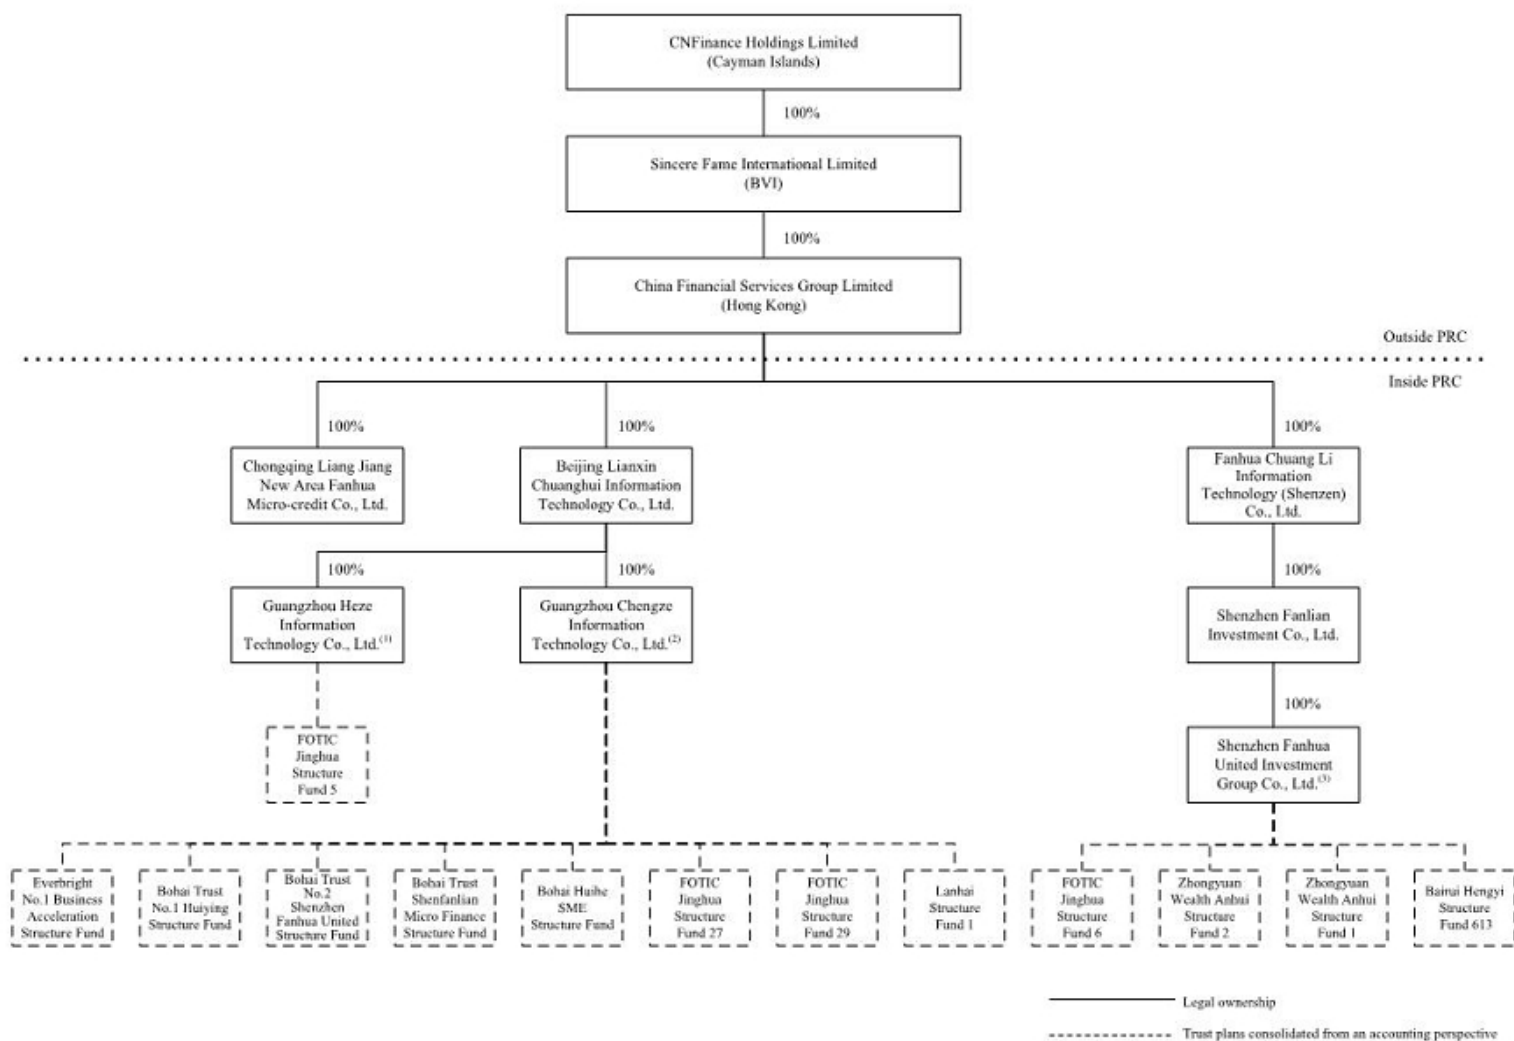 CNFinance Holdings Limited
(Cayman Islands)
100%
Sincere Fame International Limited
(BVI)
100%
China Financial Services Group Limited
(Hong Kong)
Outside PRC
Inside PRC
100%
100%
100%
Chongqing Liang Jiang
New Area Fanhua
Micro-credit Co., Ltd.
Beijing Lianxin
Chuanghui Information
Technology Co., Ltd.
Fanhua Chuang Li
Information
Technology (Shenzen)
Co., Ltd.
100%
100%
100%
Guangzhou Heze
Information
Technology Co., Ltd.(1)
Guangzhou Chengze
Information
Technology Co., Ltd.(2)
Shenzhen Fanlian
Investment Co., Ltd.
100%
FOTIC
Jinghua
Structure
Fund 5
Shenzhen Fanhua
United Investment
Group Co., Ltd.(3)
Everbright
No.1 Business
Acceleration
Structure Fund
Bohai Trust
No.1 Huiying
Structure Fund
Bohai Trust
No.2
Shenzhen
Fanhua United
Structure Fund
Bohai Trust
Shenfanlian
Micro Finance
Structure Fund
Bohai Huihe
SME
Structure Fund
FOTIC
Jinghua
Structure
Fund 27
FOTIC
Jinghua
Structure
Fund 29
Lanhai
Structure
Fund 1
FOTIC
Jinghua
Structure
Fund 6
Zhongyuan
Wealth Anhui
Structure
Fund 2
Zhongyuan
Wealth Anhui
Structure
Fund 1
Bairui Hengyi
Structure
Fund 613
Legal ownership
Trust plans consolidated from an accounting perspective